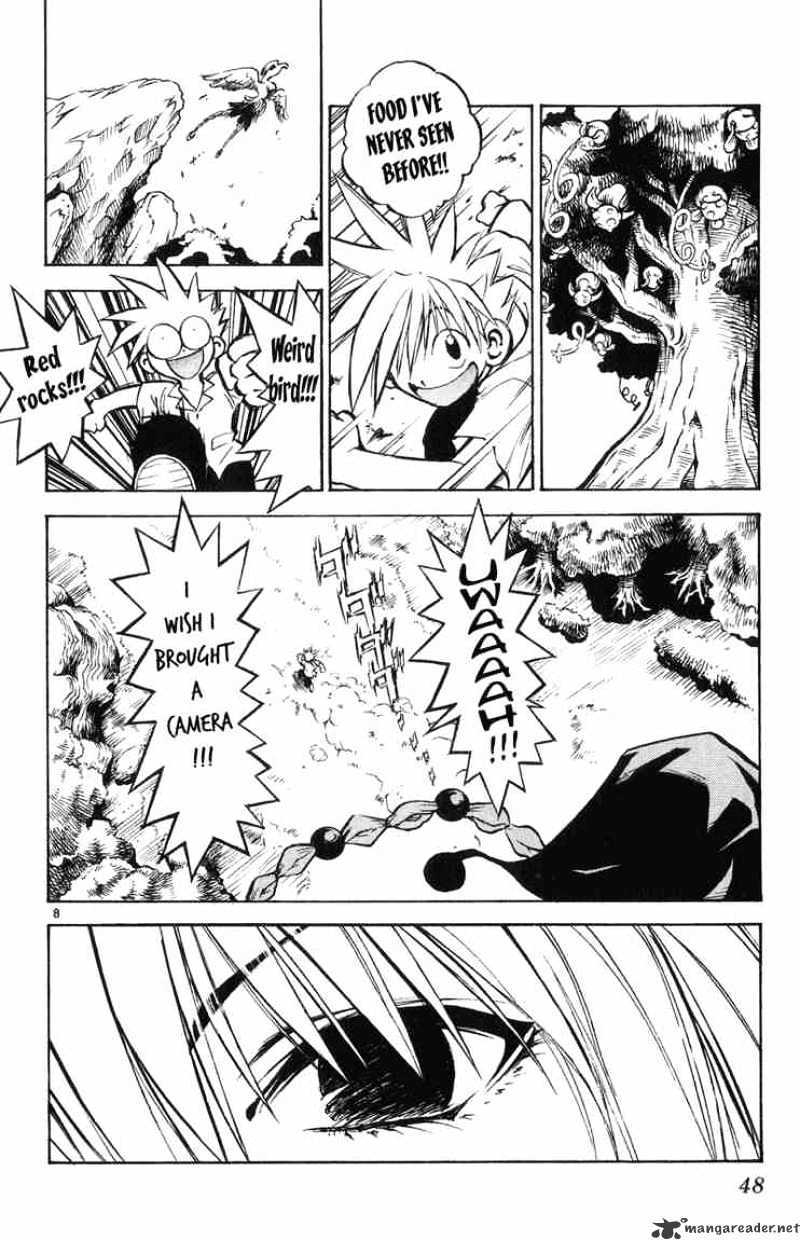 FOOD I'VE
NEVER SEEN
BEFORE!!
Weird
bird!!!
Red
rocks!!!
UWAAAAH!!!
I
WISH I
BROUGHT
A
CAMERA
!!!
8
48
mangareader.net